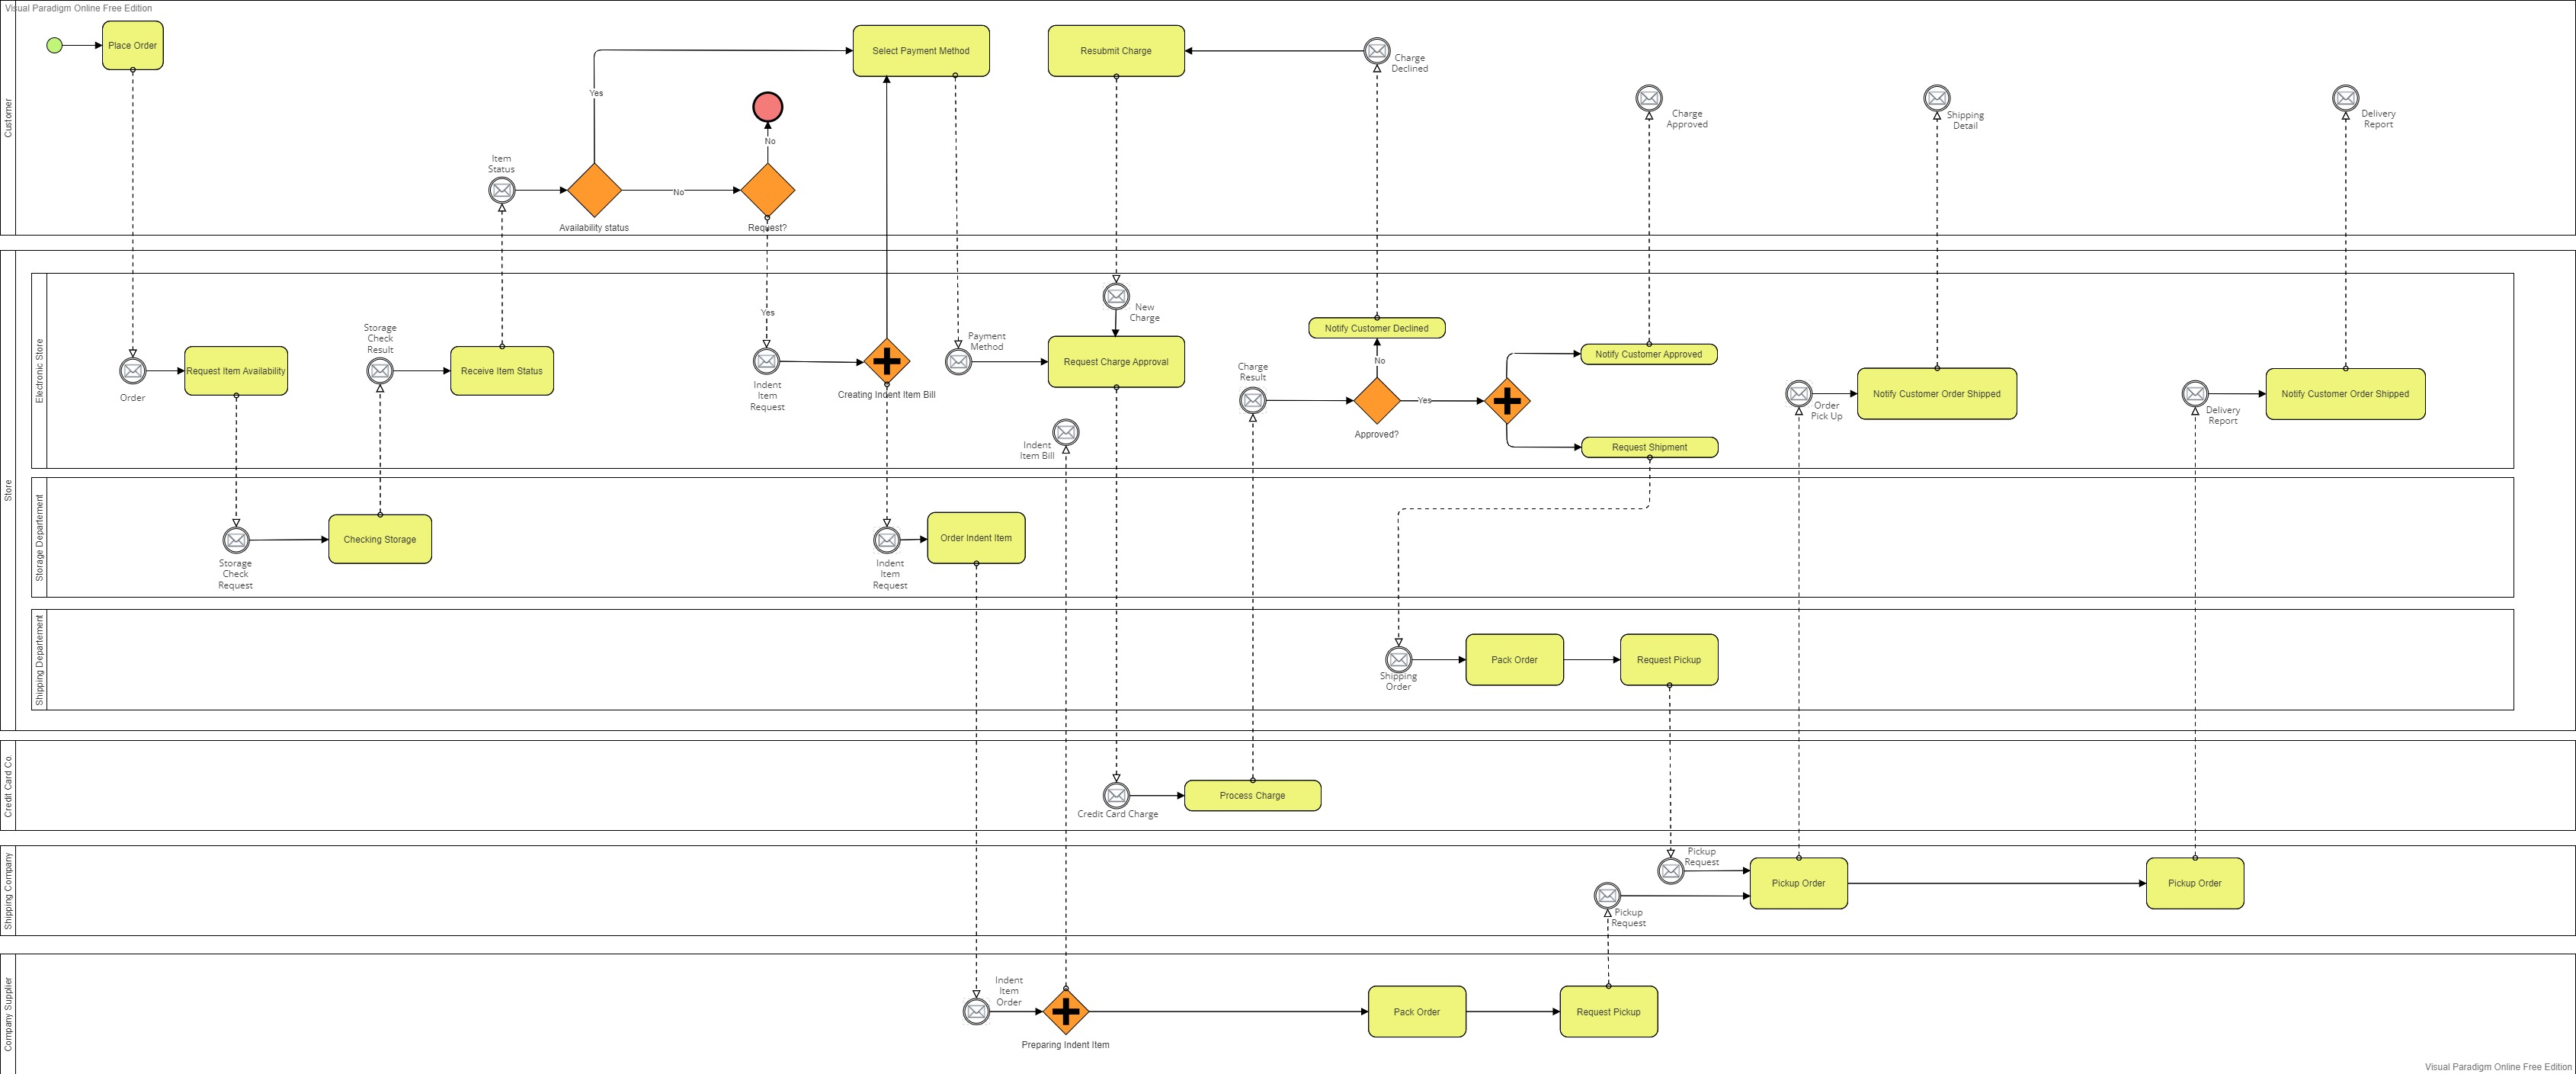 Visual Paradigm Online Free Edition
Customer
Place Order
Select Payment Method
Resubmit Charge
Charge
Declined
Yes
No
Item
Status
No
Availability status
Request?
Charge
Approved
Shipping
Detail
Delivery
Report
Store
Electronic Store
Order
Request Item Availability
Storage
Check
Result
Receive Item Status
Yes
Indent
Item
Request
Creating Indent Item Bill
Payment
Method
New
Charge
Request Charge Approval
Indent
Item Bill
Charge
Result
Notify Customer Declined
No
Approved?
Yes
Notify Customer Approved
Request Shipment
Order
Pick Up
Notify Customer Order Shipped
Delivery
Report
Notify Customer Order Shipped
Storage Departement
Storage
Check
Request
Checking Storage
Indent
Item
Request
Order Indent Item
Shipping Departement
Shipping
Order
Pack Order
Request Pickup
Credit Card Co.
Credit Card Charge
Process Charge
Shipping Company
Pickup
Request
Pickup
Request
Pickup Order
Pickup Order
Company Supplier
Indent
Item
Order
Preparing Indent Item
Pack Order
Request Pickup
Visual Paradigm Online Free Edition